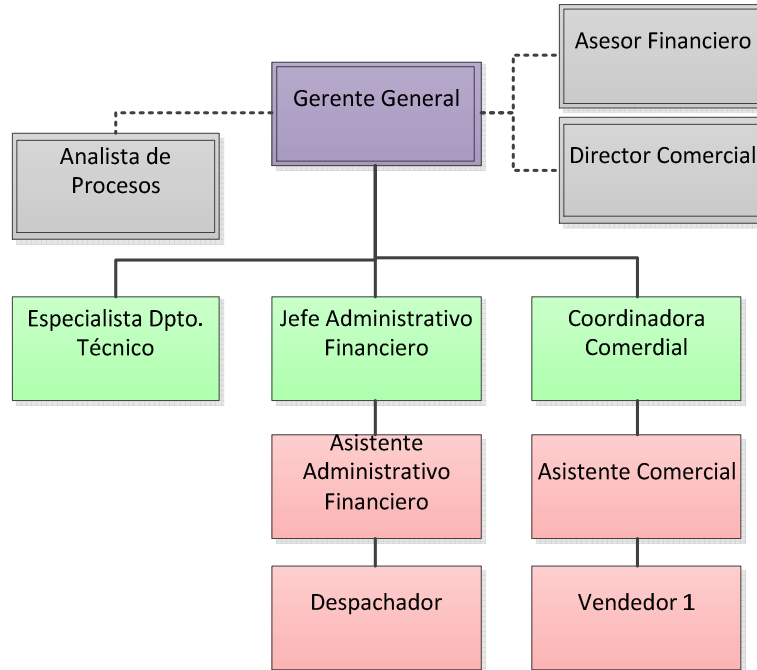 Asesor Financiero
Gerente General
Analista de
Procesos
Director Comercial
Especialista Dpto.
Técnico
Jefe Administrativo
Financiero
Coordinadora
Comerdial
Asistente
Administrativo
Financiero
Asistente Comercial
Despachador
Vendedor 1